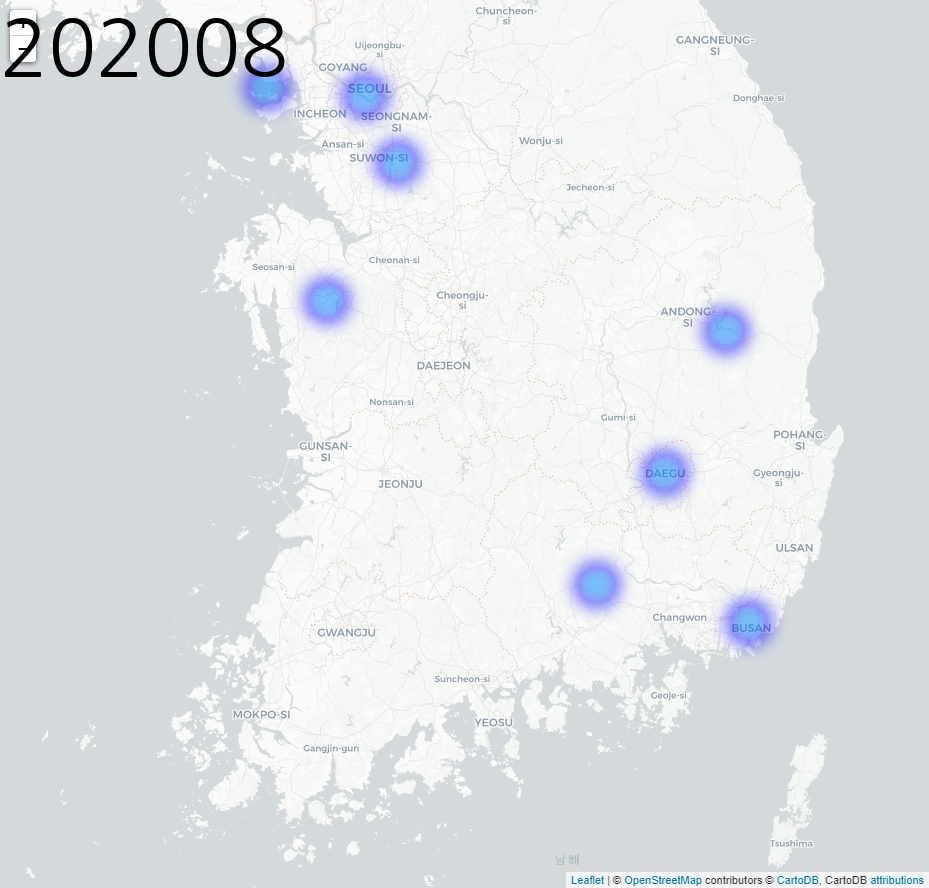 202008
+
−
Chuncheon-
si
GANGNEUNG-
SI
Uijeongbu-
si
GOYANG
SEOUL
Donghae-si
INCHEON
SEONGNAM-
SI
Ansan-si
Wonju-si
SUWON-SI
Jecheon-si
Seosan-si
Cheonan-si
Cheongju-
si
ANDONG-
SI
DAEJEON
Nonsan-si
Gumi-si
GUNSAN-
SI
POHANG-
SI
JEONJU
DAEGU
Gyeongju-
si
ULSAN
Changwon
BUSAN
GWANGJU
Suncheon-si
Geoje-si
MOKPO-SI
YEOSU
Gangjin-gun
Tsushima
남해
Leaflet | © OpenStreetMap contributors © CartoDB, CartoDB attributions